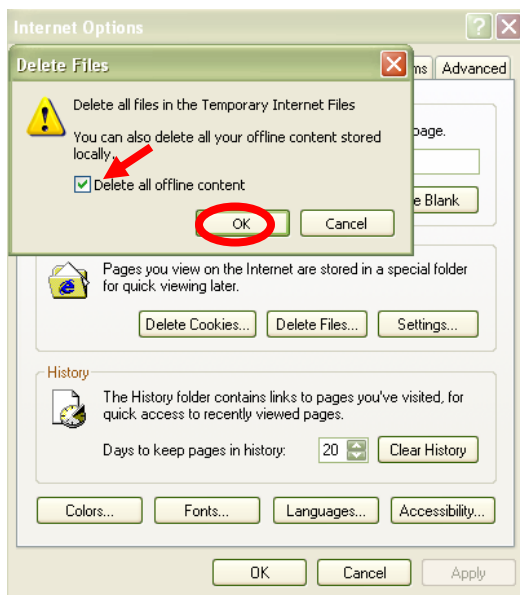 Internet Options
Delete Files
ms Advanced
Delete all files in the Temporary Internet Files
You can also delete all your offline content stored
locally.
page.
Delete all offline content
e Blank
OK Cancel
Pages you view on the Internet are stored in a special folder
for quick viewing later.
Delete Cookies... Delete Files... Settings...
History
The History folder contains links to pages you've visited, for
quick access to recently viewed pages.
Days to keep pages in history: 20 Clear History
Colors... Fonts... Languages... Accessibility...
OK Cancel Apply